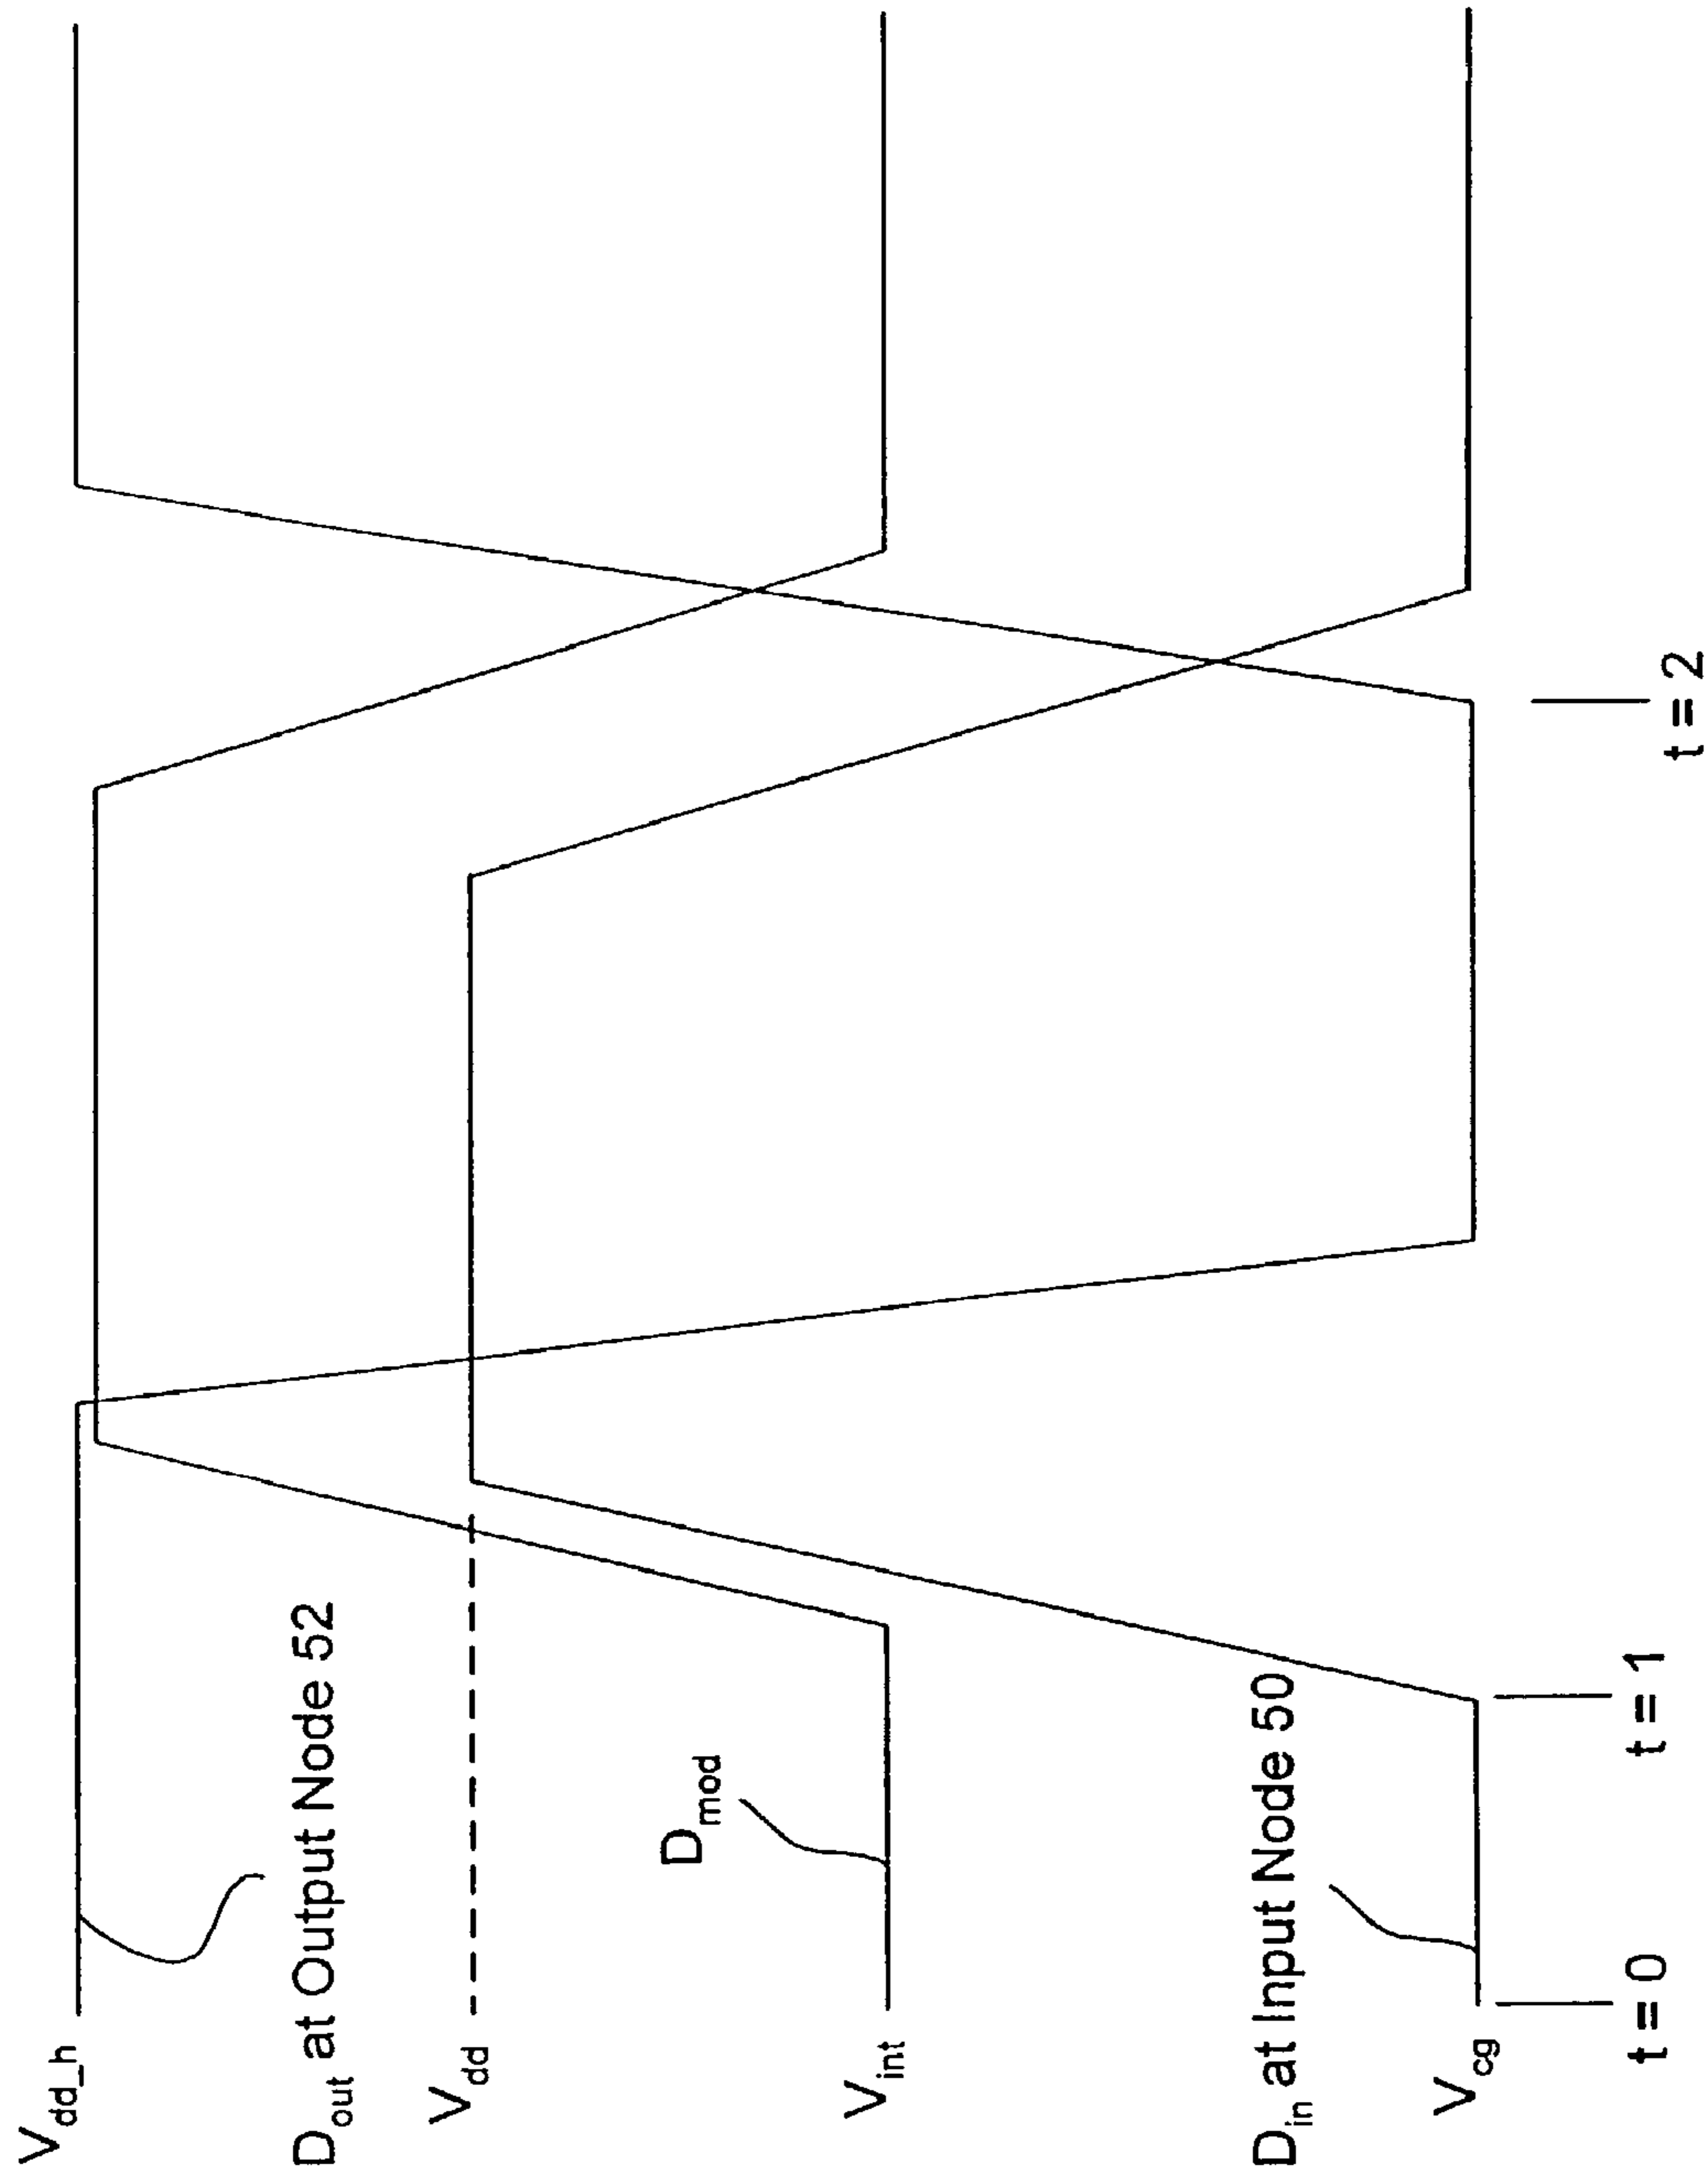 V_dd_h
D_out at Output Node 52
V_dd
D_mod
V_int
D_in at Input Node 50
V_cg
t = 0
t = 1
t = 2